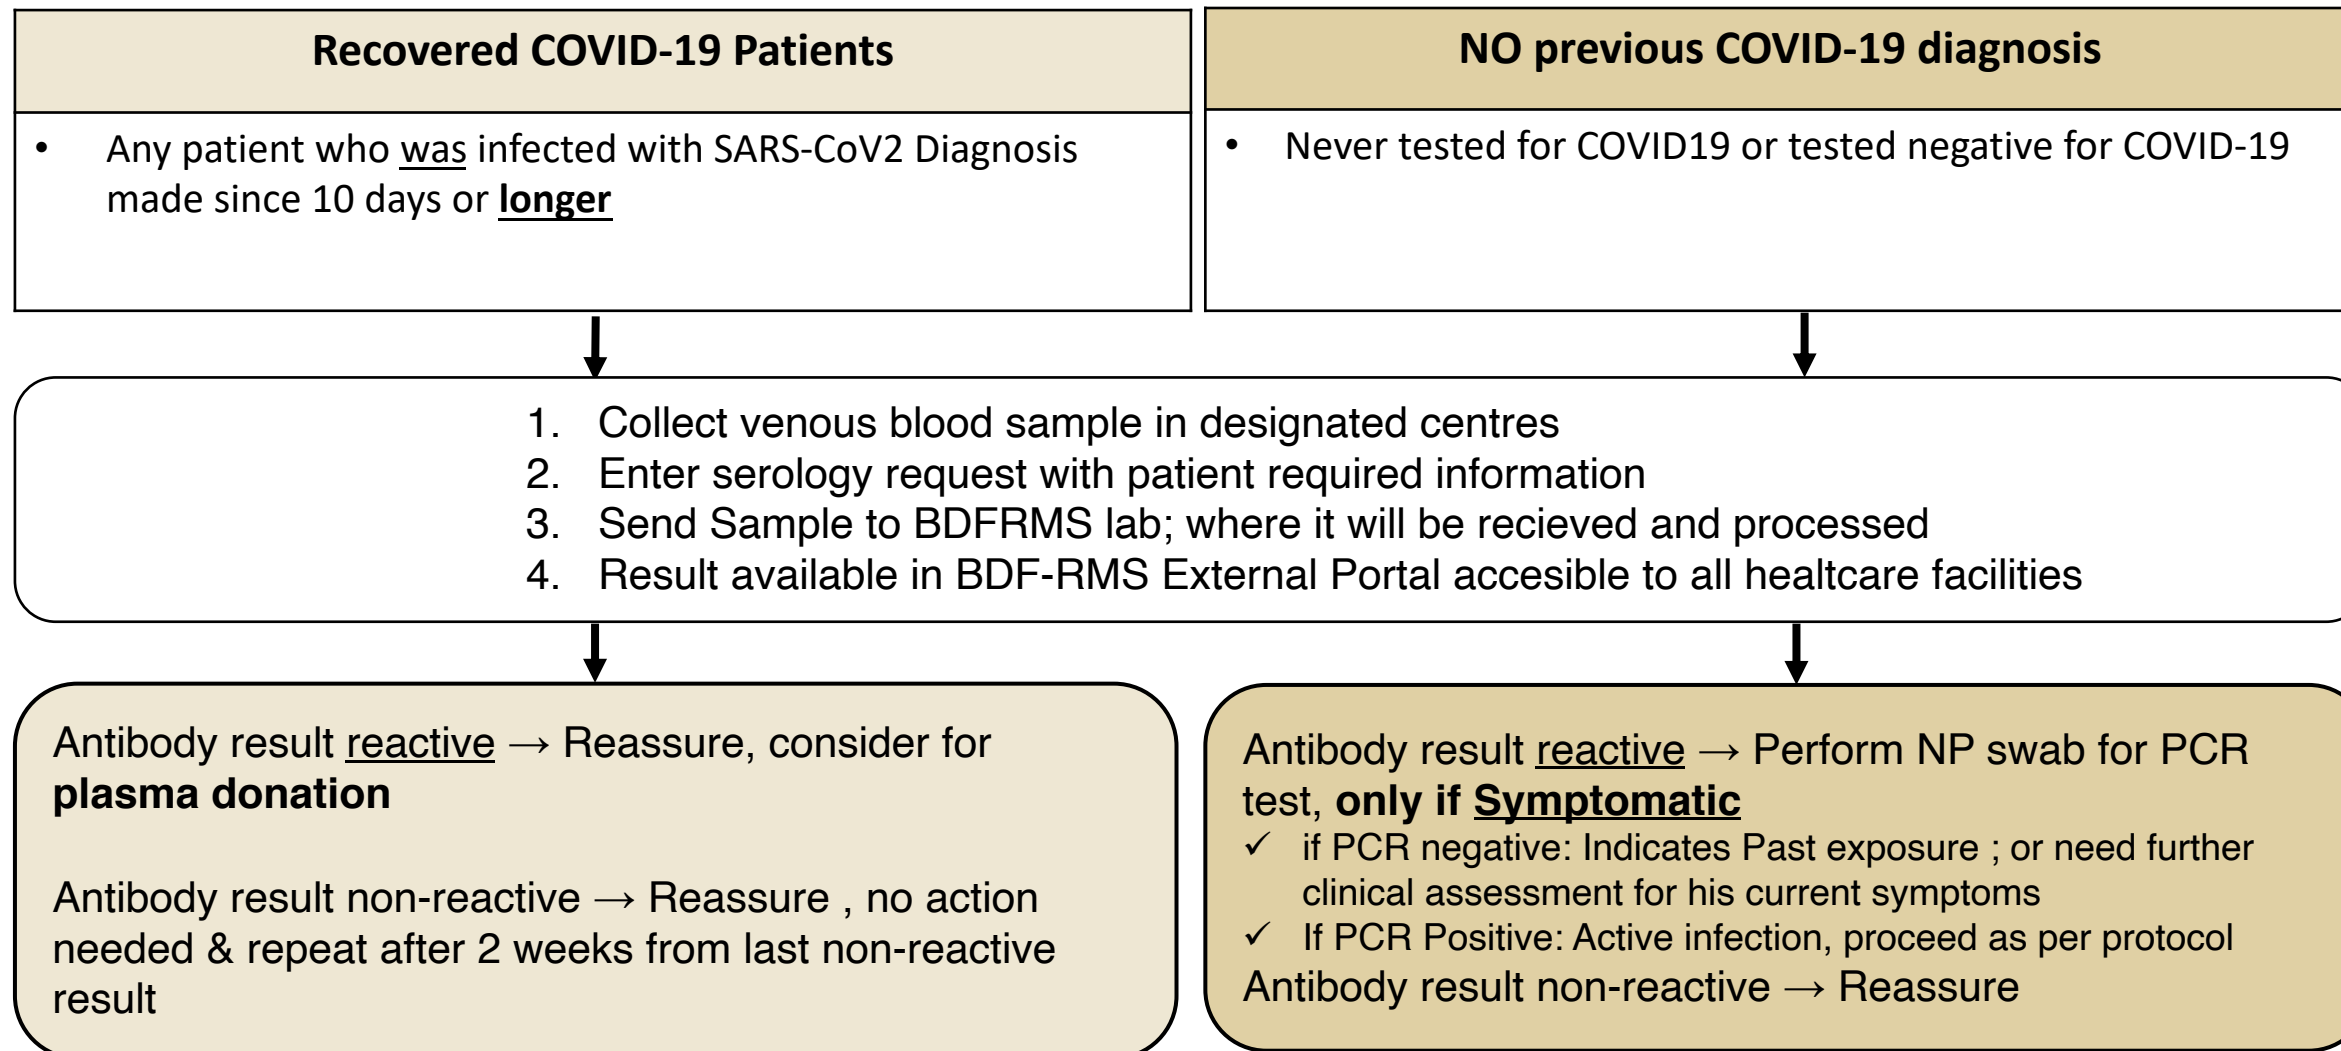 Recovered COVID-19 Patients
• Any patient who was infected with SARS-CoV2 Diagnosis
made since 10 days or longer
NO previous COVID-19 diagnosis
• Never tested for COVID19 or tested negative for COVID-19
1. Collect venous blood sample in designated centres
2. Enter serology request with patient required information
3. Send Sample to BDFRMS lab; where it will be recieved and processed
4. Result available in BDF-RMS External Portal accesible to all healtcare facilities
Antibody result reactive → Reassure, consider for
plasma donation
Antibody result non-reactive → Reassure , no action
needed & repeat after 2 weeks from last non-reactive
result
Antibody result reactive → Perform NP swab for PCR
test, only if Symptomatic
✓ if PCR negative: Indicates Past exposure ; or need further
clinical assessment for his current symptoms
✓ If PCR Positive: Active infection, proceed as per protocol
Antibody result non-reactive → Reassure